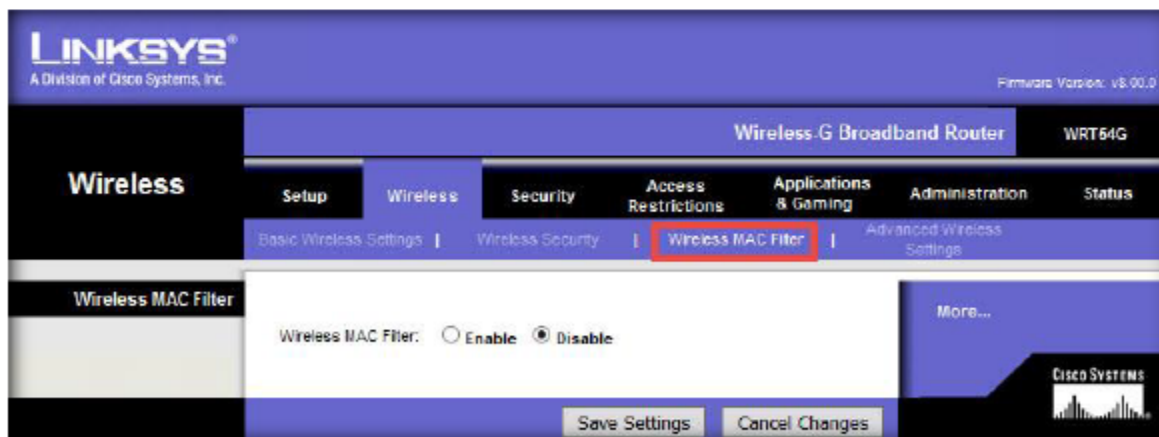 LINKSYS®
A Division of Cisco Systems, Inc.
Firmware Version: v8.00.0
Wireless-G Broadband Router
WRT54G
Wireless
Setup
Wireless
Security
Access Restrictions
Applications & Gaming
Administration
Status
Basic Wireless Settings | Wireless Security | Wireless MAC Filter | Advanced Wireless Settings
Wireless MAC Filter
Wireless MAC Filter: Enable Disable
More...
Save Settings
Cancel Changes
CISCO SYSTEMS